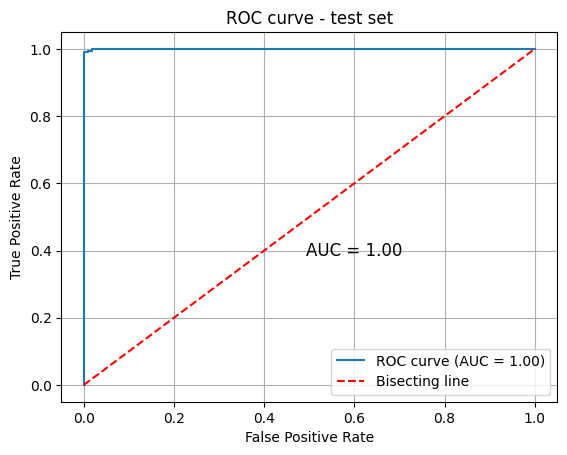 ROC curve - test set
True Positive Rate
1.0
0.8
0.6
0.4
0.2
0.0
AUC = 1.00
ROC curve (AUC = 1.00)
Bisecting line
0.0 0.2 0.4 0.6 0.8 1.0
False Positive Rate